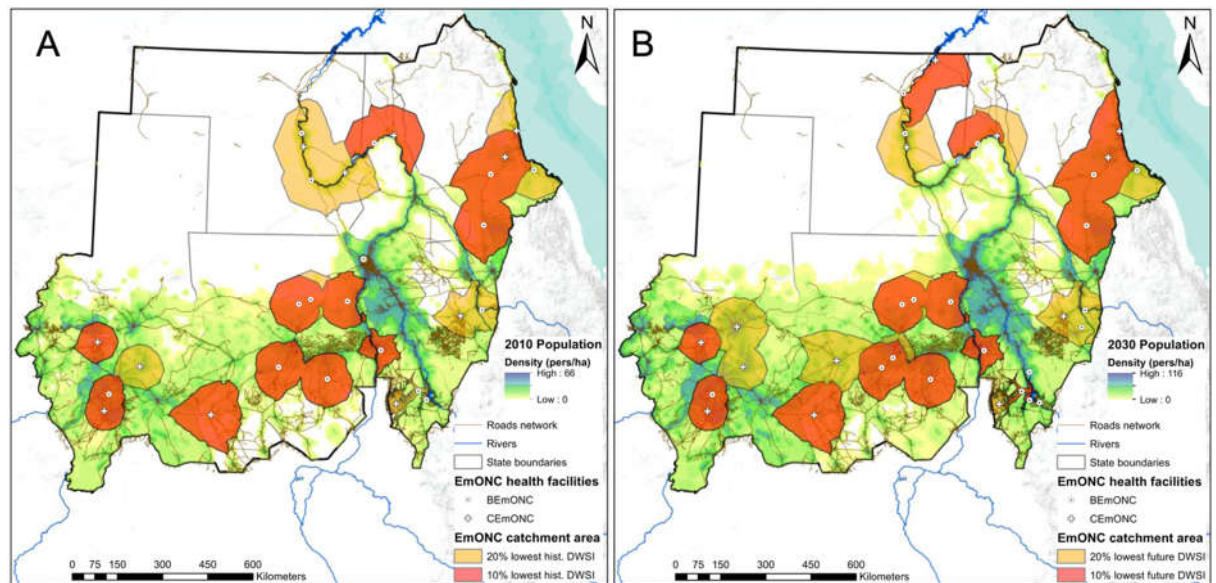 A
N
2010 Population
Density (pers/ha)
High : 66
Low : 0
Roads network
Rivers
State boundaries
EmONC health facilities
BEmONC
CEmONC
EmONC catchment area
20% lowest hist. DWSI
10% lowest hist. DWSI
0 75 150 300 450 600
Kilometers
B
N
2030 Population
Density (pers/ha)
High : 116
Low : 0
Roads network
Rivers
State boundaries
EmONC health facilities
BEmONC
CEmONC
EmONC catchment area
20% lowest future DWSI
10% lowest future DWSI
0 75 150 300 450 600
Kilometers